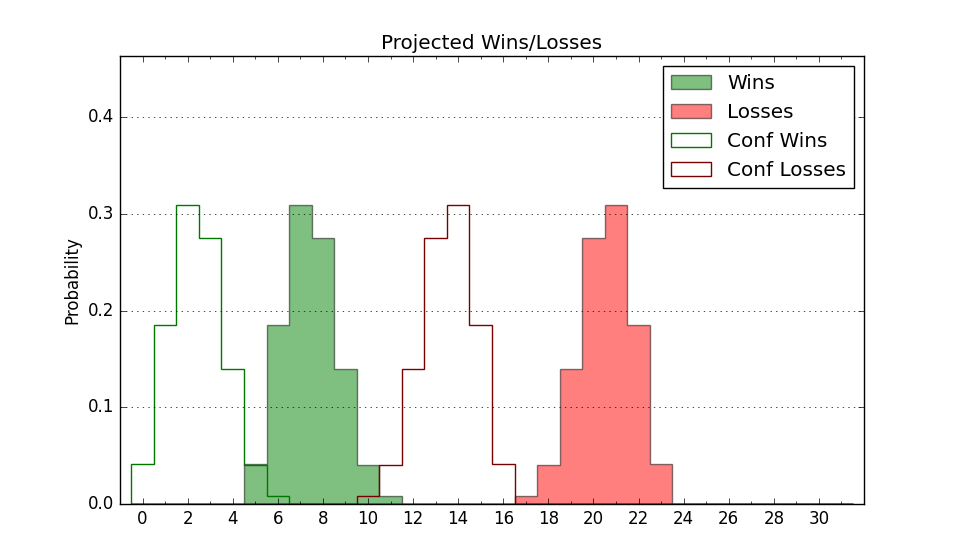 Projected Wins/Losses
Wins
Losses
Conf Wins
Conf Losses
Probability
0.4
0.3
0.2
0.1
0.0
0 2 4 6 8 10 12 14 16 18 20 22 24 26 28 30